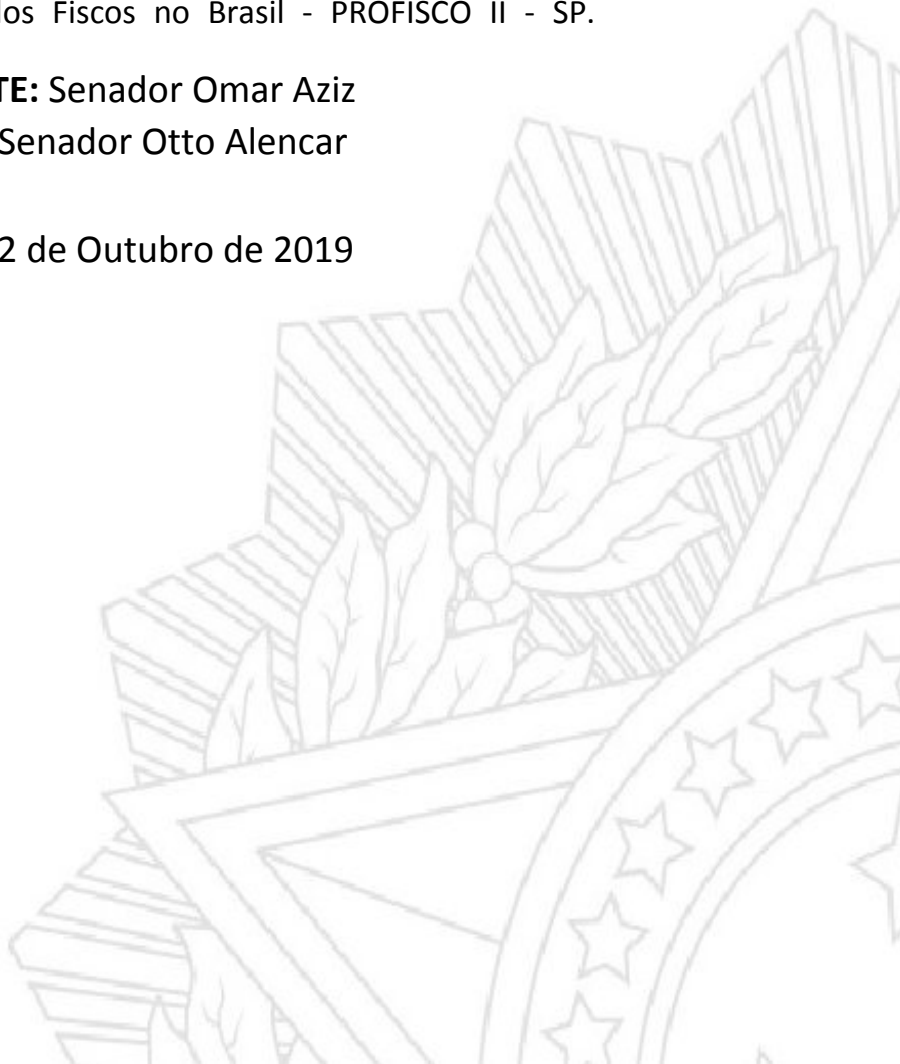 dos Fiscos no Brasil - PROFISCO II - SP.
TE: Senador Omar Aziz
Senador Otto Alencar
2 de Outubro de 2019